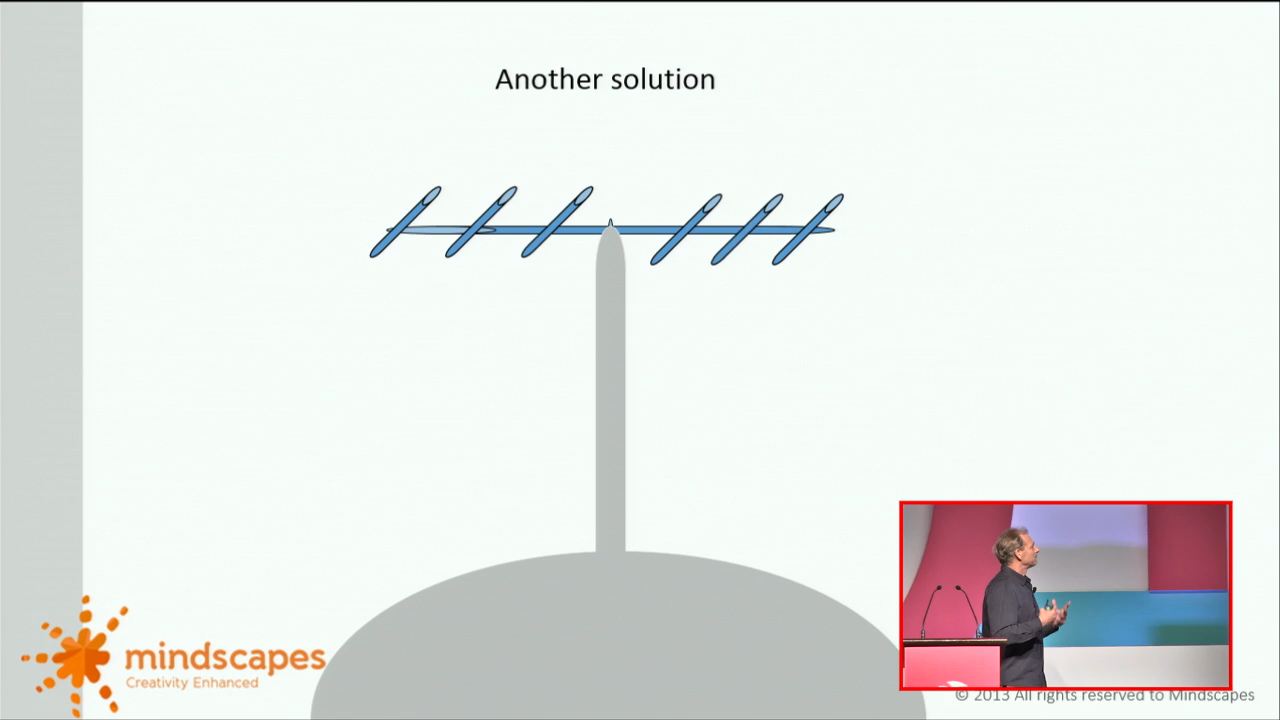 Another solution
mindscapes
Creativity Enhanced
© 2013 All rights reserved to Mindscapes